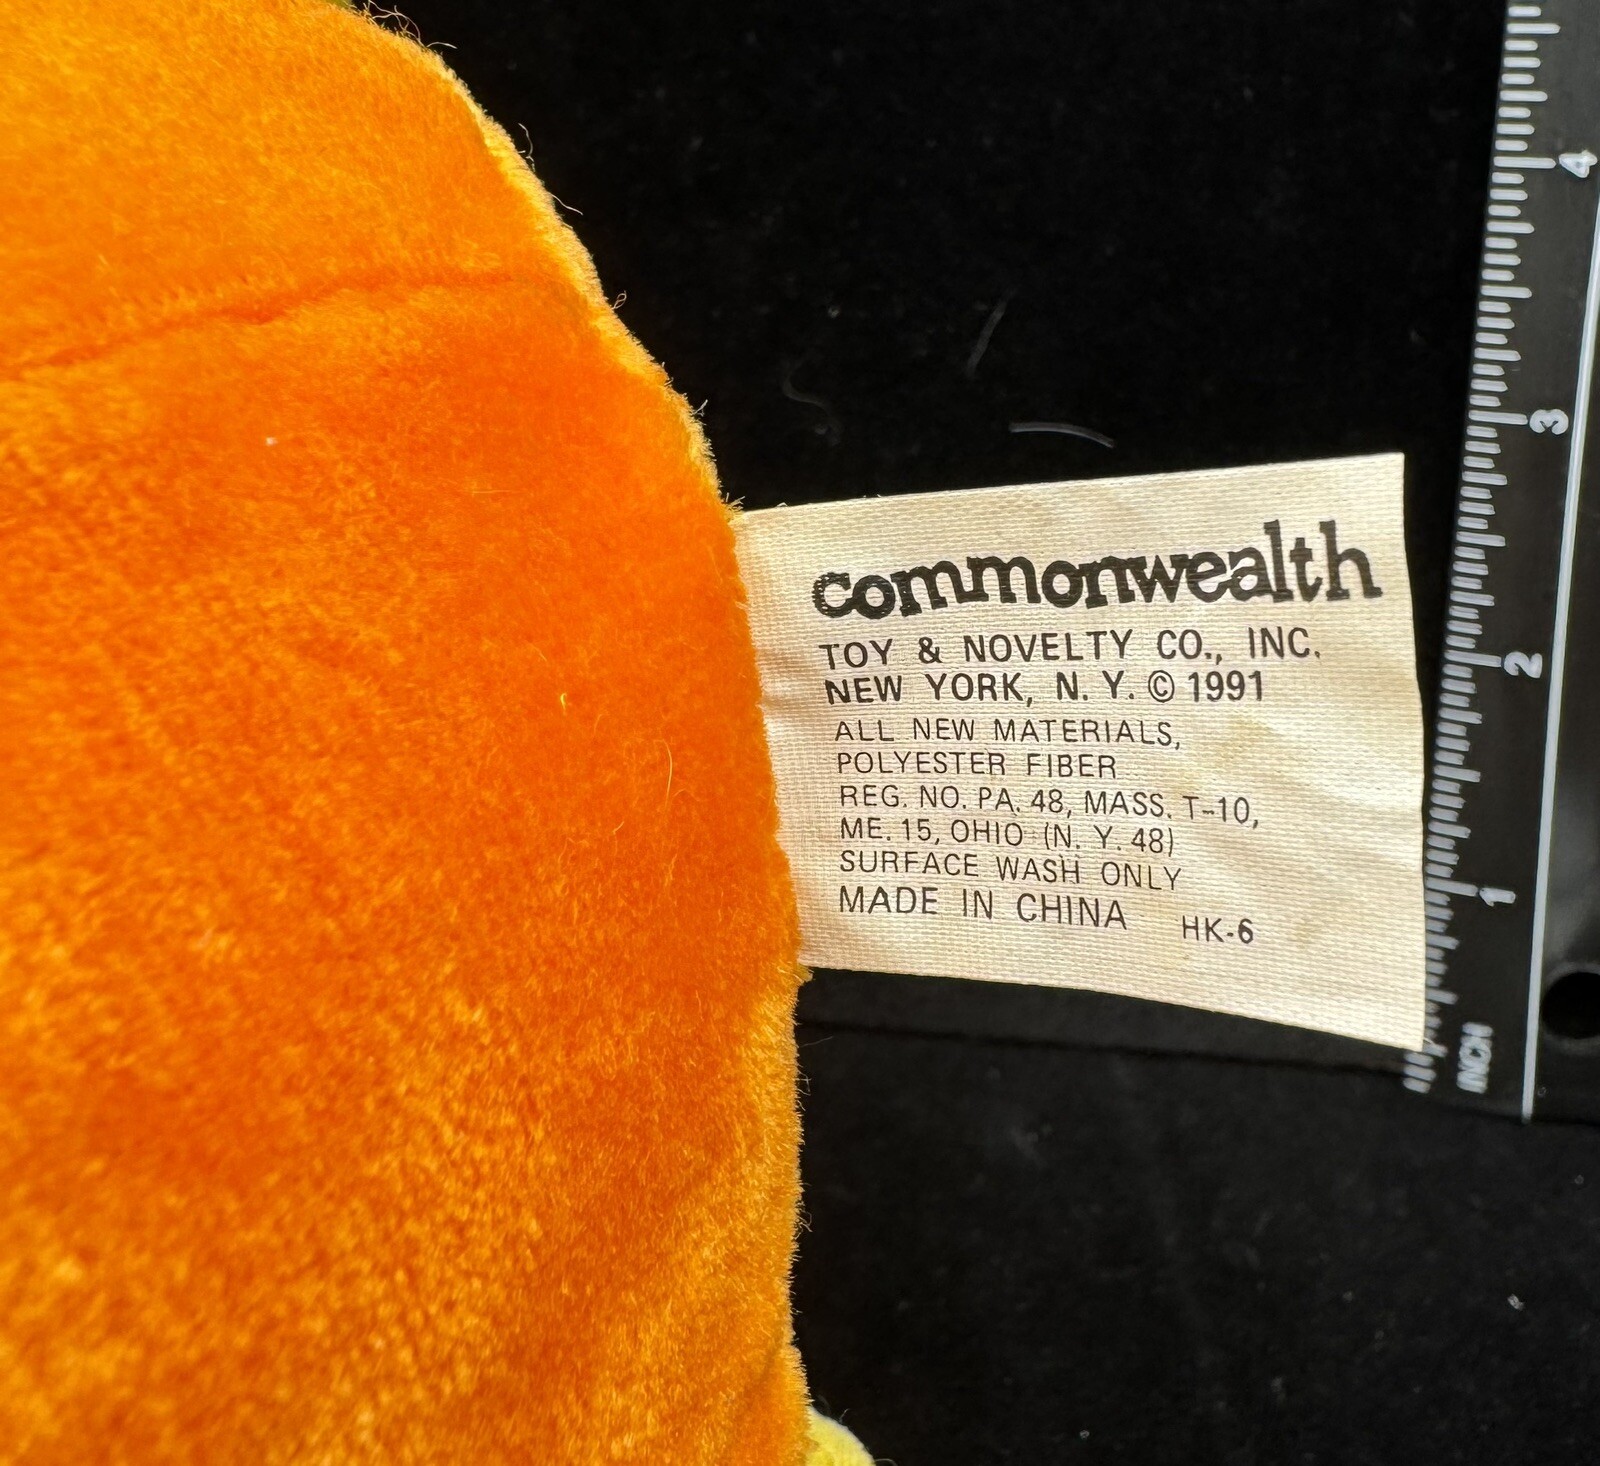 commonwealth
TOY & NOVELTY CO., INC.
NEW YORK, N. Y. © 1991
ALL NEW MATERIALS,
POLYESTER FIBER
REG. NO. PA. 48, MASS. T-10,
ME. 15, OHIO (N. Y. 48)
SURFACE WASH ONLY
MADE IN CHINA HK-6
4
3
2
1
INCH